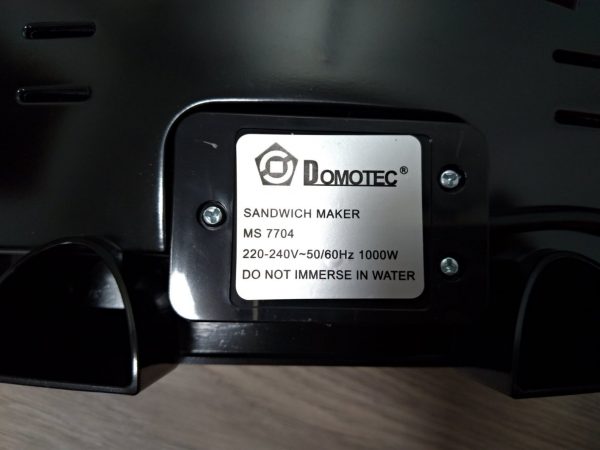 DOMOTEC®
SANDWICH MAKER
MS 7704
220-240V~50/60Hz 1000W
DO NOT IMMERSE IN WATER